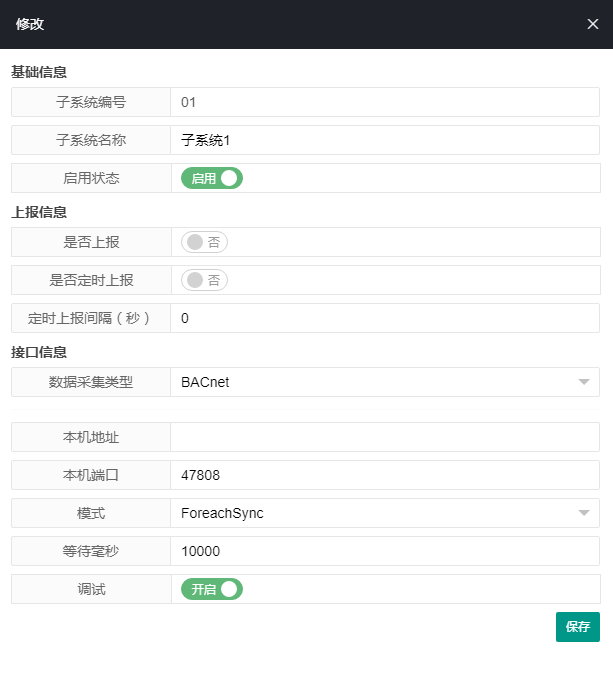 修改
基础信息
子系统编号 01
子系统名称 子系统1
启用状态 启用
上报信息
是否上报 否
是否定时上报 否
定时上报间隔（秒） 0
接口信息
数据采集类型 BACnet
本机地址
本机端口 47808
模式 ForeachSync
等待毫秒 10000
调试 开启
保存